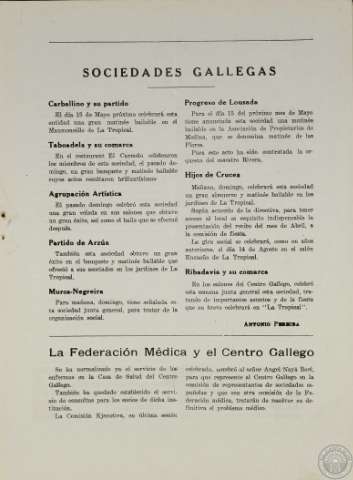 SOCIEDADES GALLEGAS
Carballino y su partido
El día 15 de Mayo próximo celebrará esta
entidad una gran matinée bailable en el
Mamoncillo de La Tropical.
Taboadela y su comarca
En el restaurant El Carmelo celebraron
los miembros de esta sociedad, el pasado do-
mingo, un gran banquete y matinée bailable
cuyos actos resultaron brillantísimos
Agrupación Artística
El pasado domingo celebró esta sociedad
una gran velada en sus salones que obtuvo
un gran éxito, así como el baile que se efectuó
después.
Partido de Arzúa
También esta sociedad obtuvo un gran
éxito en el banquete y matinée bailable que
ofreció a sus asociados en los jardines de La
Tropical.
Muros-Negreira
Para mañana, domingo, tiene señalada es-
ta sociedad junta general, para tratar de la
organización social.
Progreso de Lousada
Para el día 15 del próximo mes de Mayo
tiene anunciada esta sociedad una matinée
bailable en la Asociación de Propietarios de
Medina, que se denomina matinée de las
Flores.
Para este acto ha sido contratada la or-
questa del maestro Rivera.
Hijos de Cruces
Mañana, domingo, celebrará esta sociedad
un gran almuerzo y matinée bailable en los
jardines de La Tropical.
Según acuerdo de la directiva, para tener
acceso al local es requisito indispensable la
presentación del recibo del mes de Abril, a
la comisión de fiesta.
La gira social se celebrará, como en años
anteriores, el día 14 de Agosto en el salón
Ensueño de La Tropical.
Ribadavia y su comarca
En los salones del Centro Gallego, celebró
esta semana junta general esta sociedad, tra-
tando de importantes asuntos y de la fiesta
que en breve celebrará en "La Tropical".
ANTONIO PEREIRA
La Federación Médica y el Centro Gallego
Se ha normalizado ya el servicio de los
enfermos en la Casa de Salud del Centro
Gallego.
También ha quedado establecido el servi-
cio de consultas para los socios de dicha ins-
titución.
La Comisión Ejecutiva, en última sesión
celebrada, nombró al señor Angel Naya Bori,
para que represente al Centro Gallego en la
comisión de representantes de sociedades es-
pañolas y que con otra comisión de la Fe-
deración médica, tratarán de resolver en de-
finitiva el problema médico.